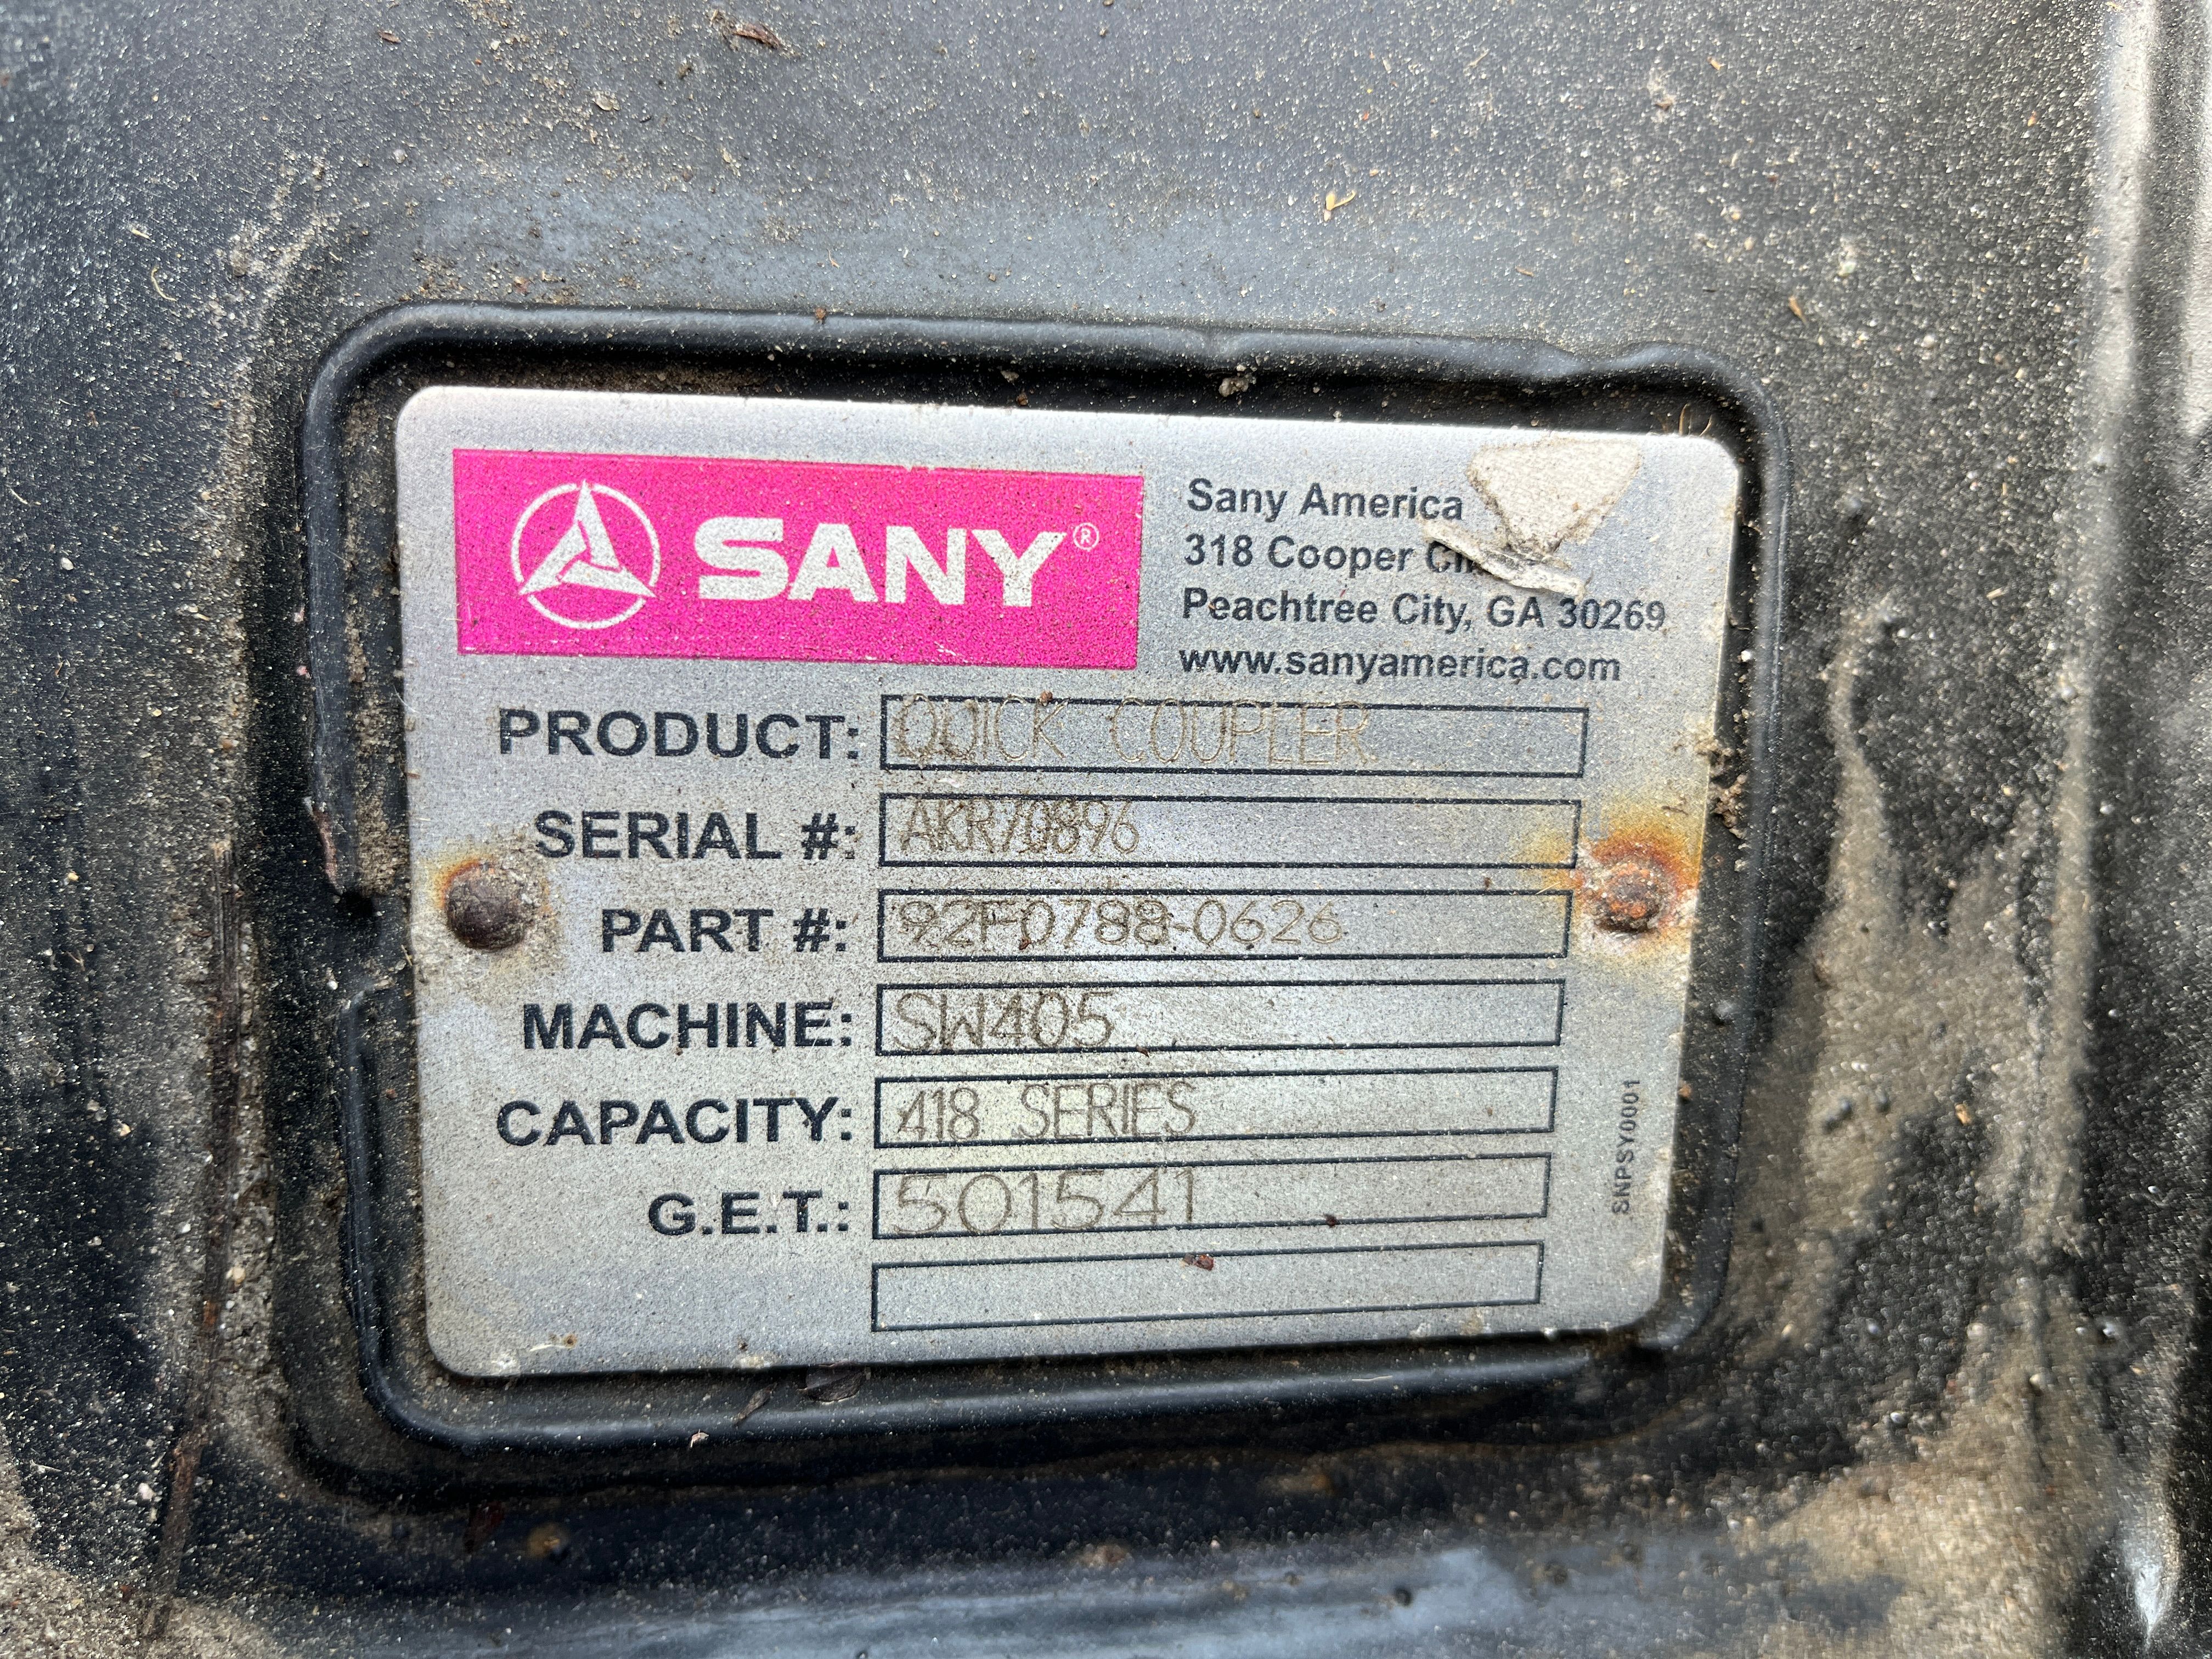 SANY®
Sany America
318 Cooper
Peachtree City, GA 30269
www.sanyamerica.com
PRODUCT: QUICK COUPLER
SERIAL #: AKR70896
PART #: 92F0788-0626
MACHINE: SW405
CAPACITY: 418 SERIES
G.E.T.: 501541
SNPSY0001